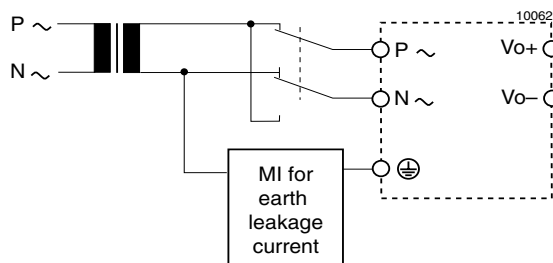 10062
P ~
N ~
P ~
N ~
Vo+
Vo–
MI for
earth
leakage
current